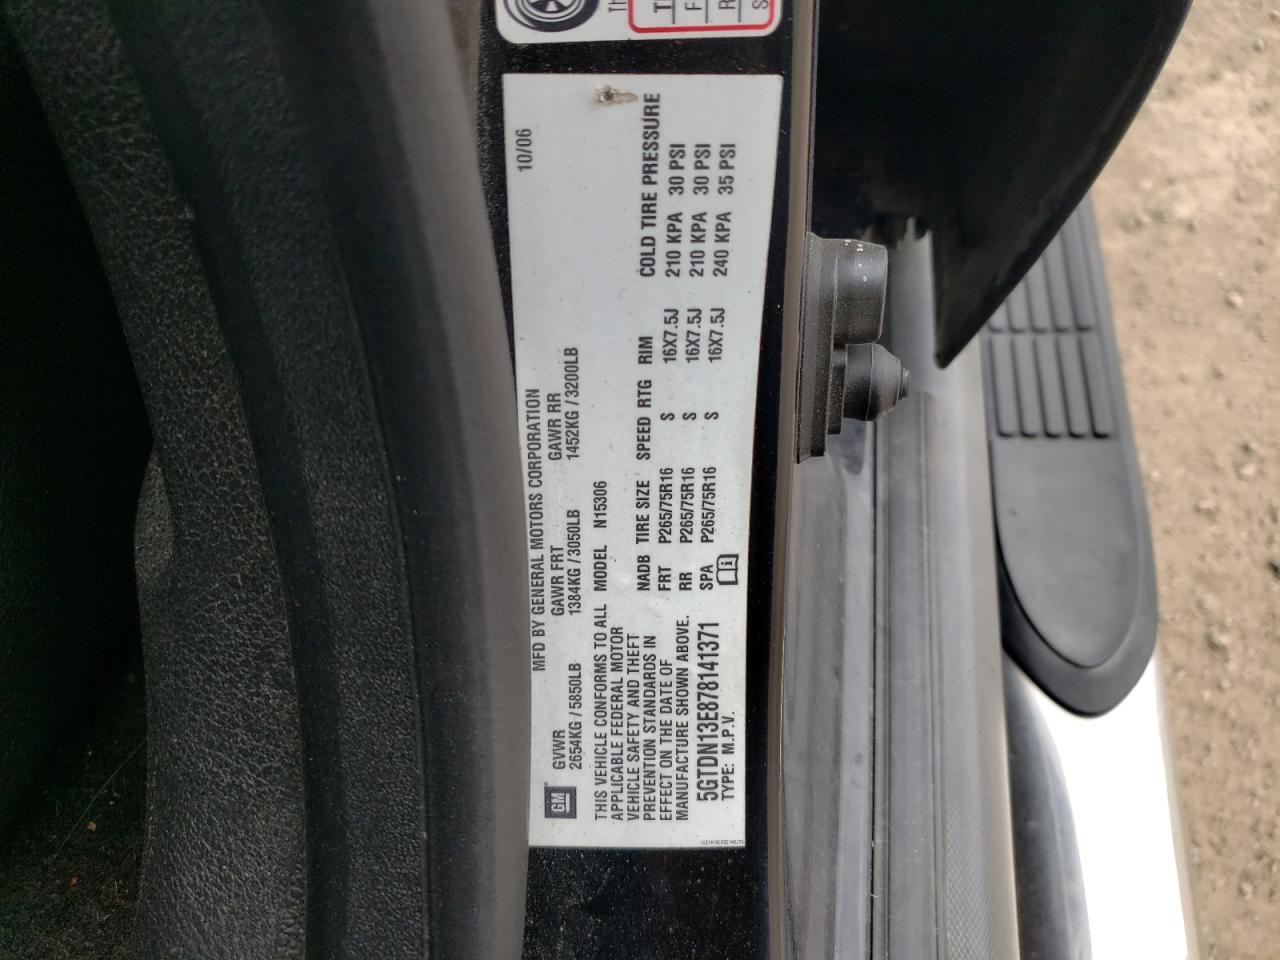 MFD BY GENERAL MOTORS CORPORATION 10/06
GM
GVWR GAWR FRT GAWR RR
2654KG / 5850LB 1384KG / 3050LB 1452KG / 3200LB
THIS VEHICLE CONFORMS TO ALL
APPLICABLE FEDERAL MOTOR
VEHICLE SAFETY AND THEFT
PREVENTION STANDARDS IN
EFFECT ON THE DATE OF
MANUFACTURE SHOWN ABOVE.
MODEL N15306
NADB TIRE SIZE SPEED RTG RIM COLD TIRE PRESSURE
FRT P265/75R16 S 16X7.5J 210 KPA 30 PSI
RR P265/75R16 S 16X7.5J 210 KPA 30 PSI
SPA P265/75R16 S 16X7.5J 240 KPA 35 PSI
5GTDN13E878141371
TYPE: M.P.V.